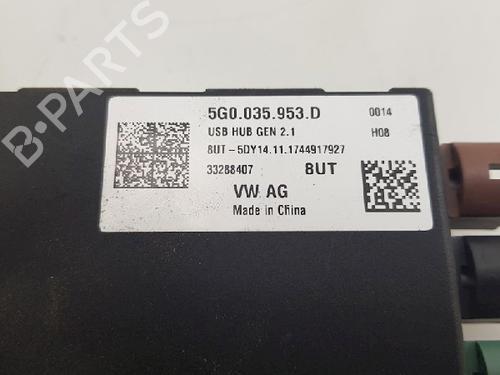 5G0.035.953.D
0014
USB HUB GEN 2.1
H08
8UT-5DY14.11.1744917927
33288407
8UT
VW AG
Made in China
B-PARTS